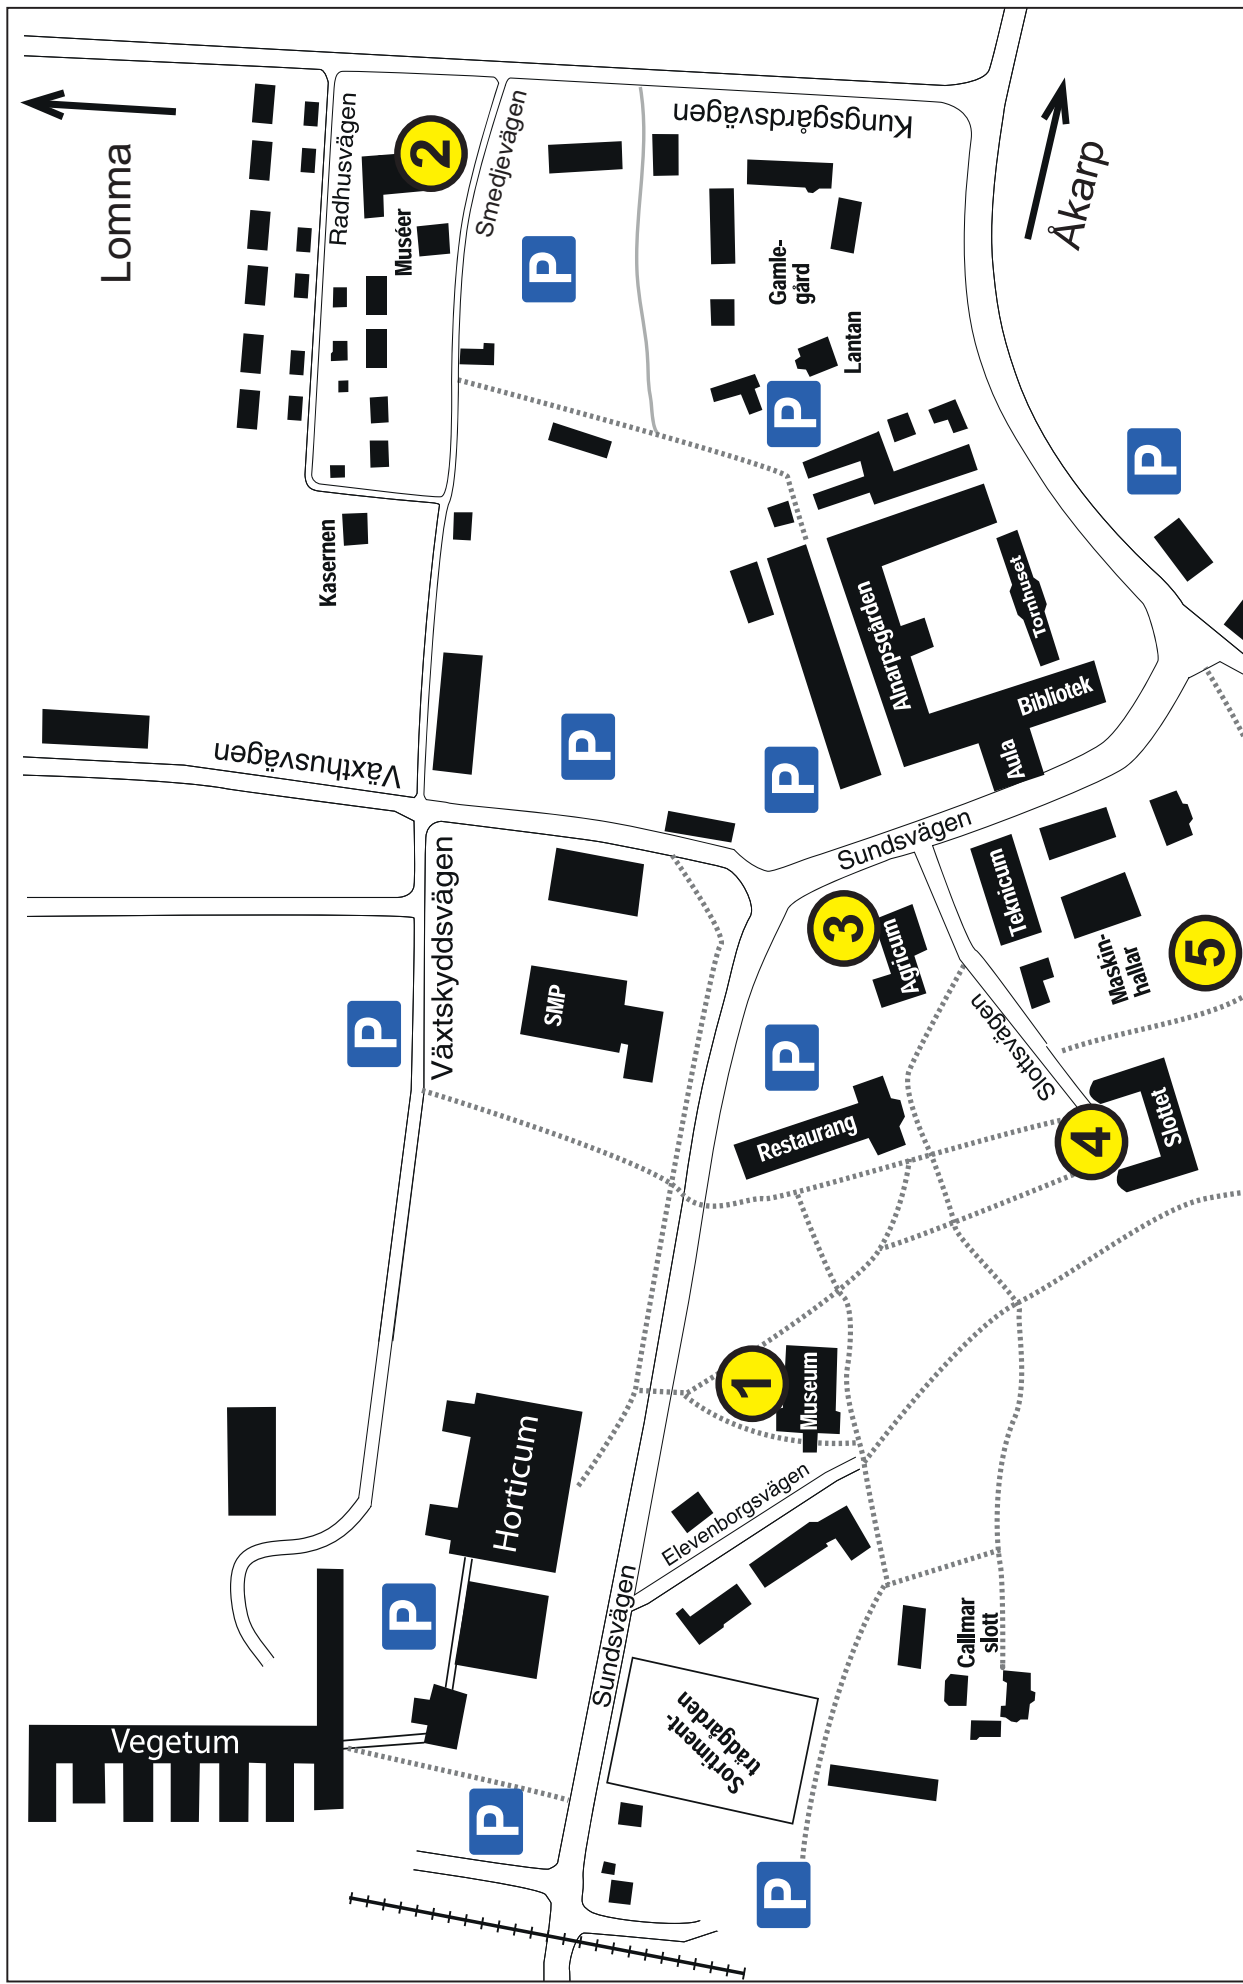 Lomma
Radhusvägen
2
Muséer
Smedjevägen
Kungsgårdsvägen
Åkarp
P
Gamle-
gård
Lantan
P
P
Kasernen
Växthusvägen
P
P
Alnarpsgården
Tornhuset
Bibliotek
Aula
Sundsvägen
Växtskyddsvägen
P
SMP
3
Agricum
Teknicum
Maskin-
hallar
5
P
Slottsvägen
Restaurang
4
Slottet
1
Museum
Horticum
Elevenborgsvägen
P
Sundsvägen
Vegetum
Sortiment-
trädgården
Callmar
slott
P
P